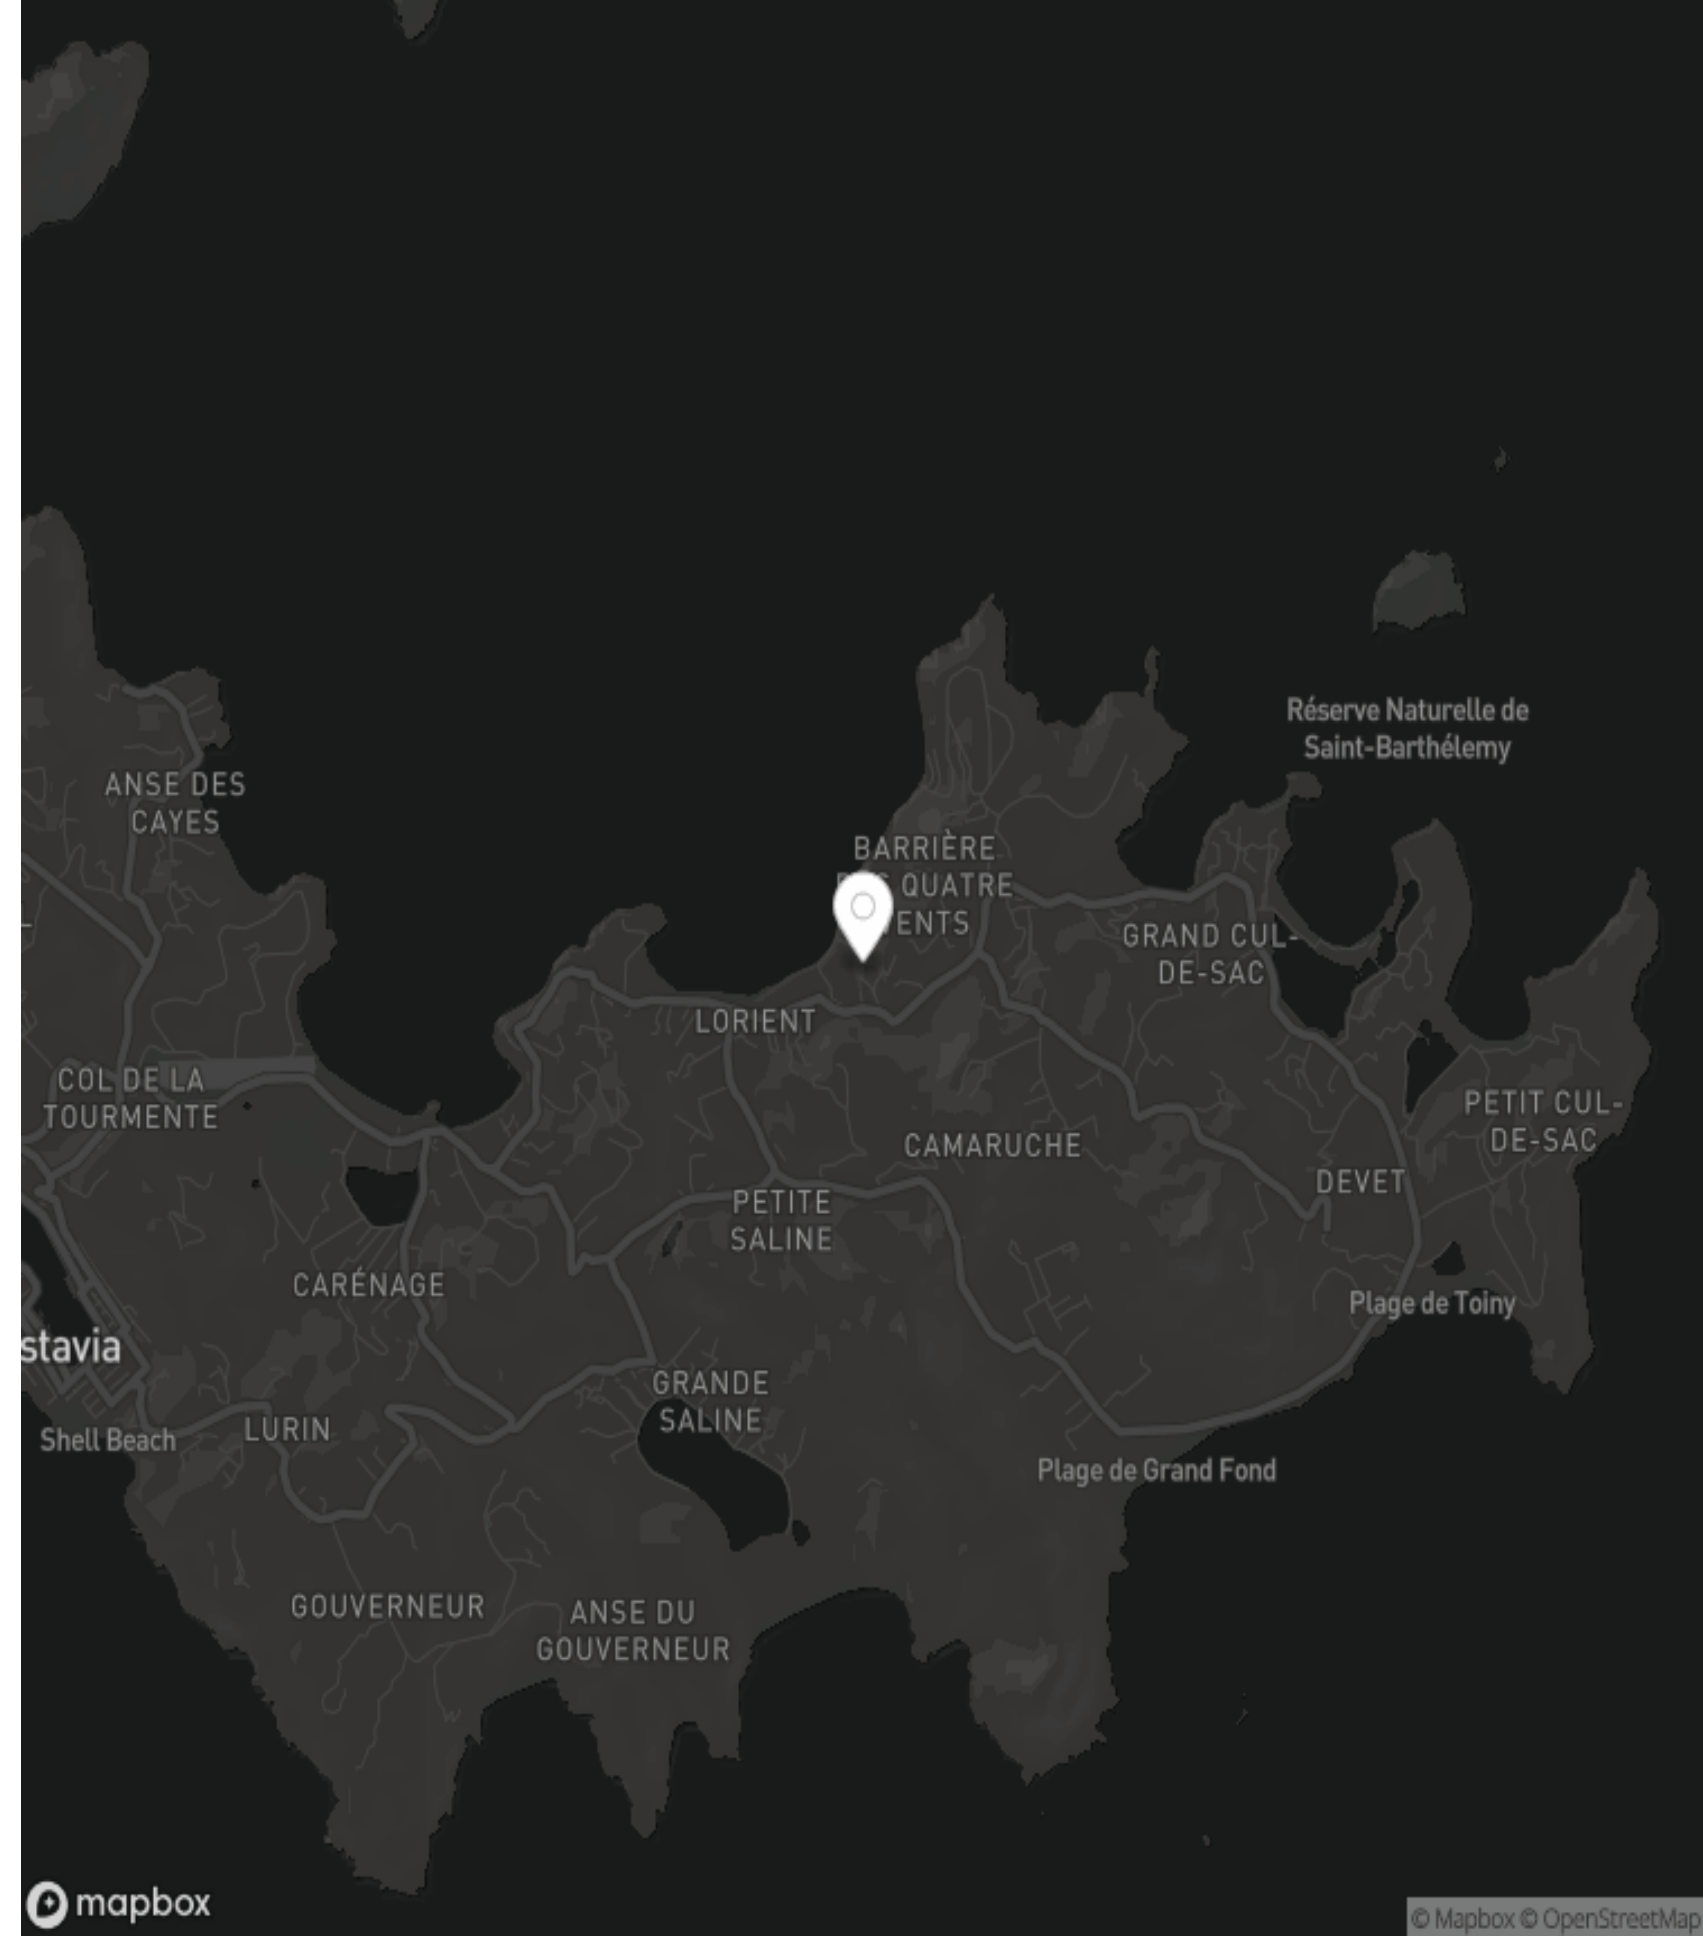 Réserve Naturelle de
Saint-Barthélemy
ANSE DES
CAYES
BARRIÈRE
QUATRE
ENTS
GRAND CUL-
DE-SAC
LORIENT
COL DE LA
TOURMENTE
PETIT CUL-
DE-SAC
CAMARUCHE
DEVET
PETITE
SALINE
CARÉNAGE
Plage de Toiny
stavia
GRANDE
SALINE
LURIN
Shell Beach
Plage de Grand Fond
GOUVERNEUR
ANSE DU
GOUVERNEUR
mapbox
© Mapbox © OpenStreetMap